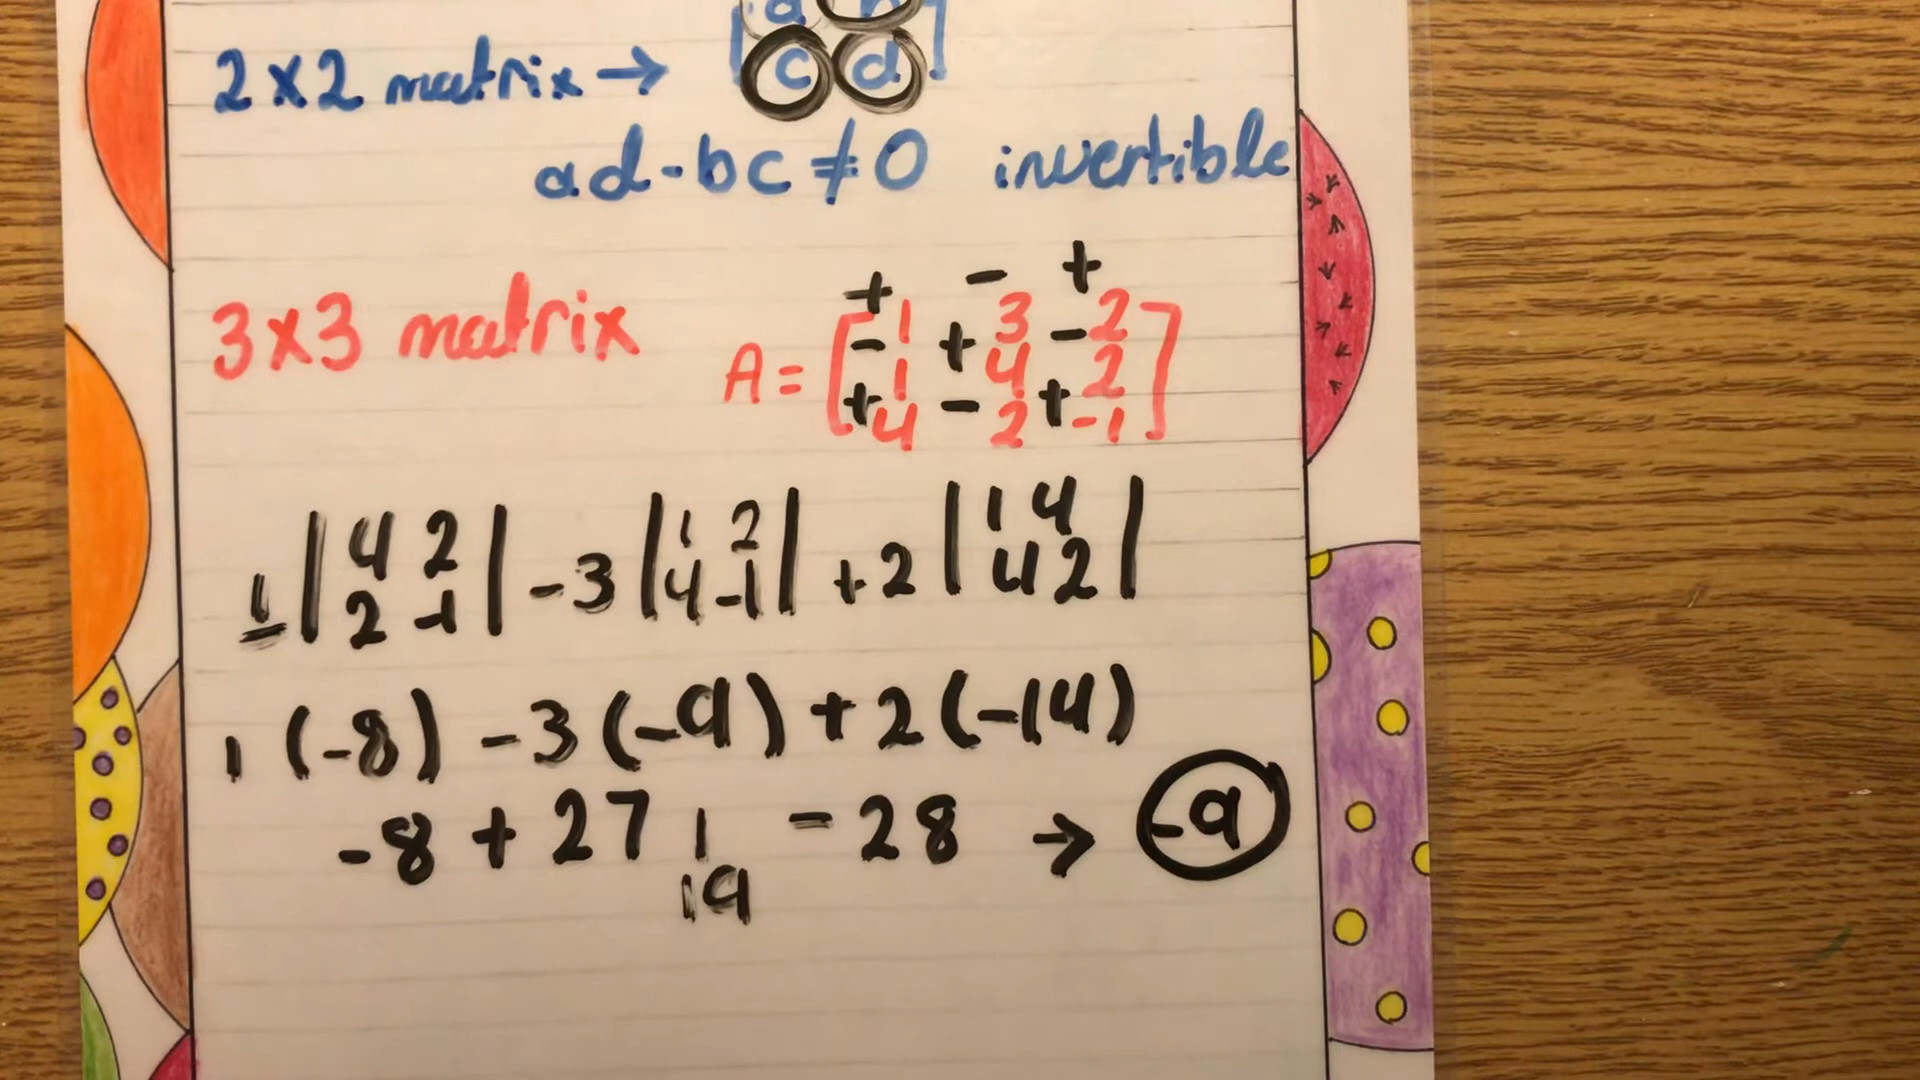 a b
2x2 matrix → c d
ad-bc ≠ 0 invertible
+ - +
1 3 2
3x3 matrix A = - 1 + 4 - 2
+ 4 - 2 + -1
1 | 4 2 | - 3 | 1 2 | + 2 | 1 4 |
2 -1 4 -1 4 2
1 (-8) - 3 (-9) + 2 (-14)
-8 + 27 - 28 → -9
19